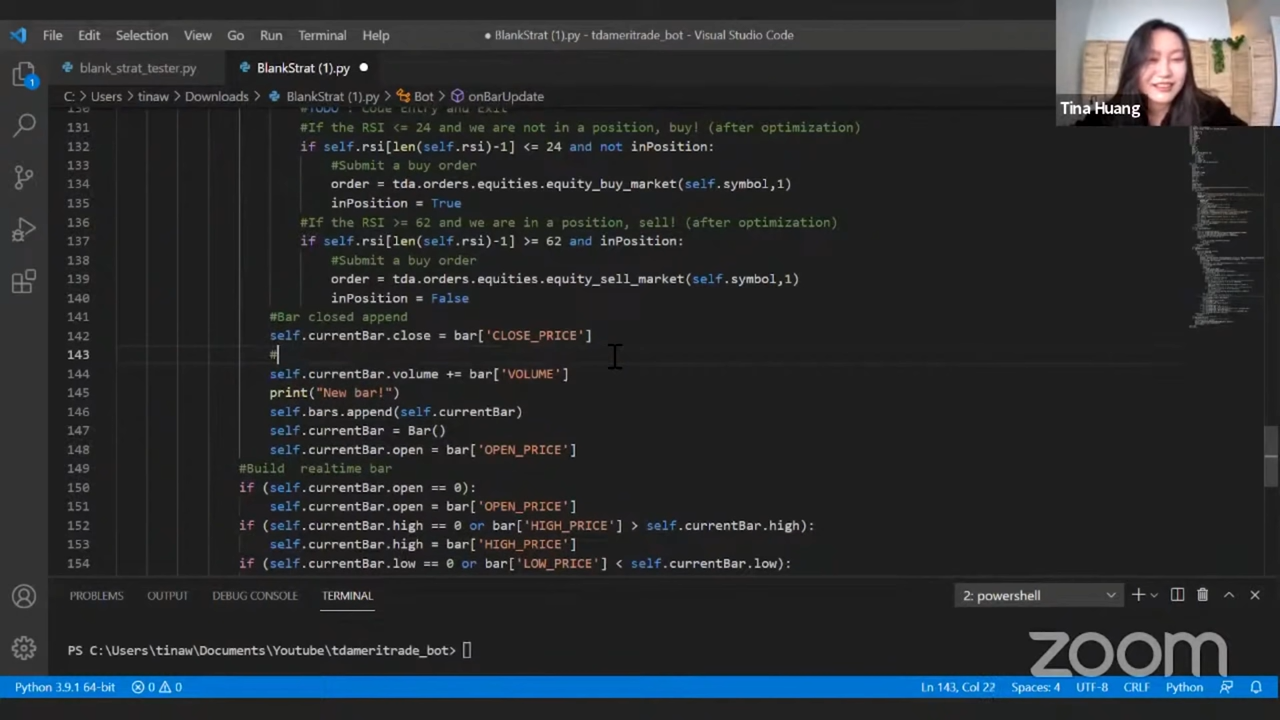 File Edit Selection View Go Run Terminal Help
● BlankStrat (1).py - tdameritrade_bot - Visual Studio Code
blank_strat_tester.py BlankStrat (1).py ●
C: > Users > tinaw > Downloads > BlankStrat (1).py > Bot > onBarUpdate
Tina Huang
1
130 #TODO : Code Entry and Exit
131 #If the RSI <= 24 and we are not in a position, buy! (after optimization)
132 if self.rsi[len(self.rsi)-1] <= 24 and not inPosition:
133 #Submit a buy order
134 order = tda.orders.equities.equity_buy_market(self.symbol,1)
135 inPosition = True
136 #If the RSI >= 62 and we are in a position, sell! (after optimization)
137 if self.rsi[len(self.rsi)-1] >= 62 and inPosition:
138 #Submit a buy order
139 order = tda.orders.equities.equity_sell_market(self.symbol,1)
140 inPosition = False
141 #Bar closed append
142 self.currentBar.close = bar['CLOSE_PRICE']
143 #
144 self.currentBar.volume += bar['VOLUME']
145 print("New bar!")
146 self.bars.append(self.currentBar)
147 self.currentBar = Bar()
148 self.currentBar.open = bar['OPEN_PRICE']
149 #Build  realtime bar
150 if (self.currentBar.open == 0):
151 self.currentBar.open = bar['OPEN_PRICE']
152 if (self.currentBar.high == 0 or bar['HIGH_PRICE'] > self.currentBar.high):
153 self.currentBar.high = bar['HIGH_PRICE']
154 if (self.currentBar.low == 0 or bar['LOW_PRICE'] < self.currentBar.low):
PROBLEMS OUTPUT DEBUG CONSOLE TERMINAL
2: powershell
PS C:\Users\tinaw\Documents\Youtube\tdameritrade_bot>
zoom
Python 3.9.1 64-bit 0 0
Ln 143, Col 22 Spaces: 4 UTF-8 CRLF Python